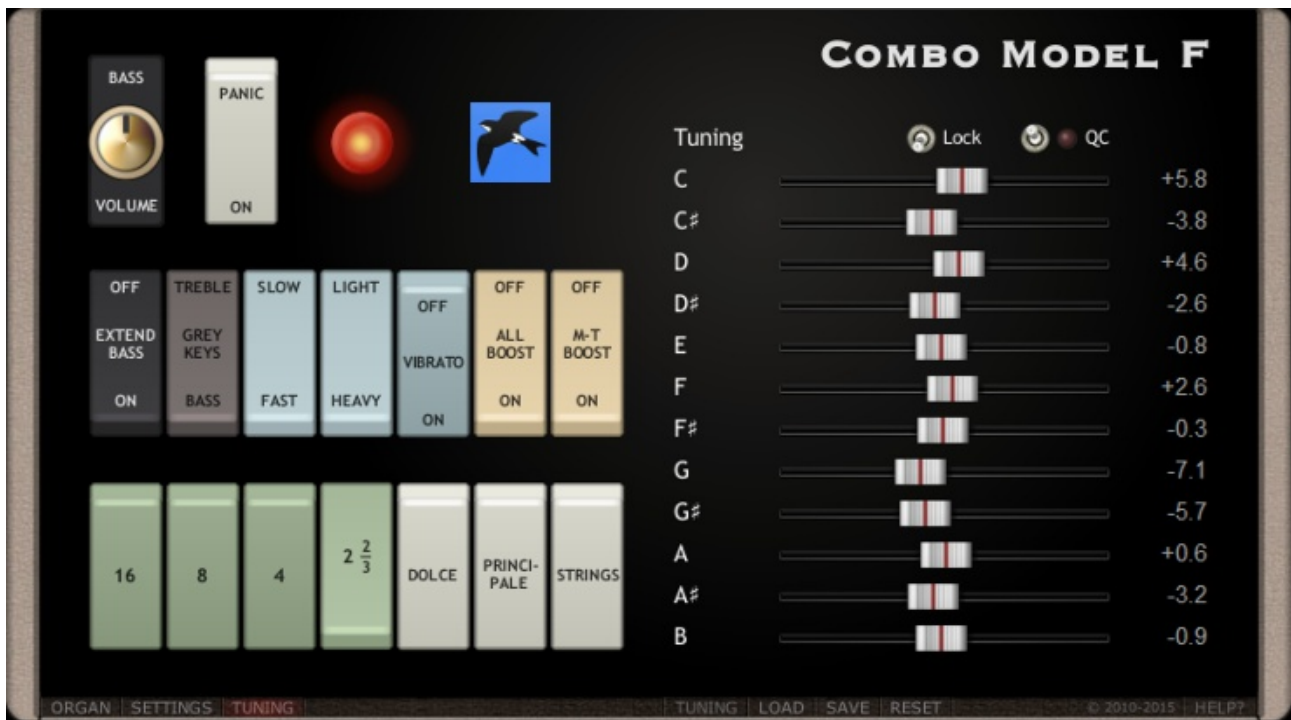 COMBO MODEL F
BASS
VOLUME
PANIC
ON
OFF
EXTEND
BASS
ON
TREBLE
GREY
KEYS
BASS
SLOW
FAST
LIGHT
HEAVY
OFF
VIBRATO
ON
OFF
ALL
BOOST
ON
OFF
M-T
BOOST
ON
16
8
4
2 2/3
DOLCE
PRINCI-
PALE
STRINGS
Tuning Lock QC
C +5.8
C♯ -3.8
D +4.6
D♯ -2.6
E -0.8
F +2.6
F♯ -0.3
G -7.1
G♯ -5.7
A +0.6
A♯ -3.2
B -0.9
ORGAN SETTINGS TUNING TUNING LOAD SAVE RESET © 2010-2015 HELP?